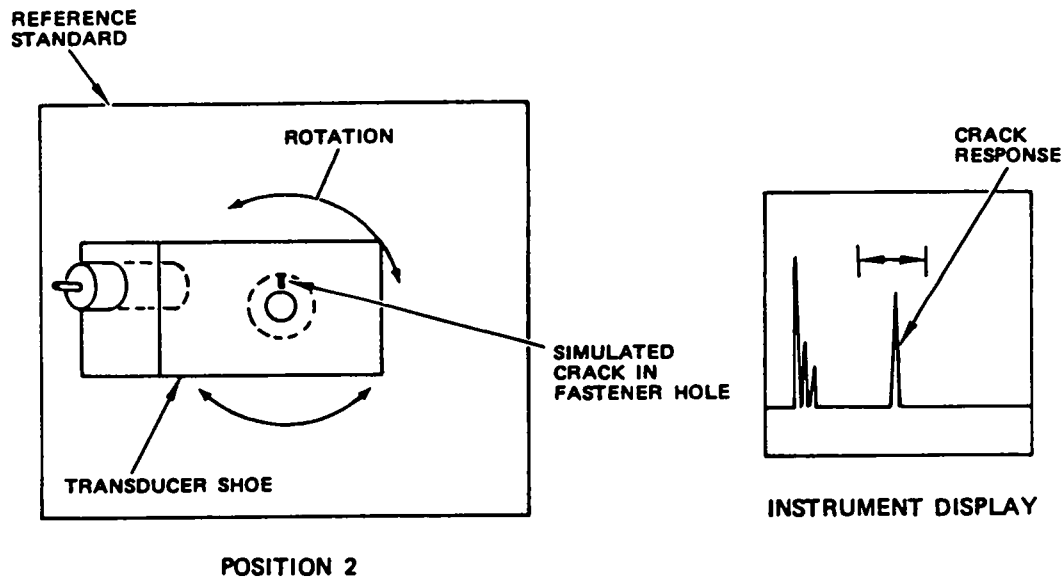 REFERENCE
STANDARD
ROTATION
SIMULATED
CRACK IN
FASTENER HOLE
TRANSDUCER SHOE
POSITION 2
CRACK
RESPONSE
INSTRUMENT DISPLAY